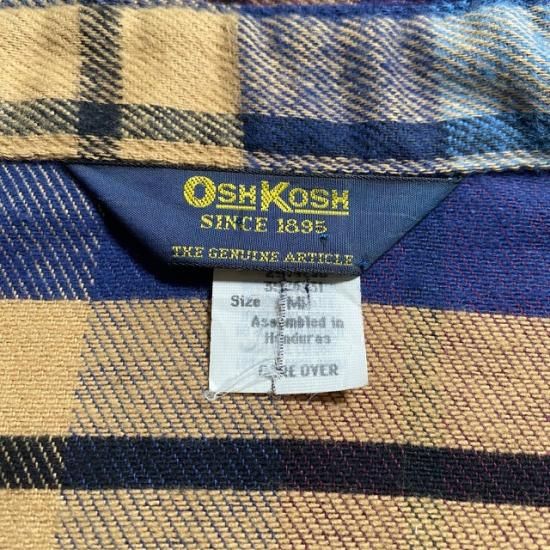 OSHKOSH
SINCE 1895
THE GENUINE ARTICLE
Size M
Assembled in
Honduras
CARE OVER